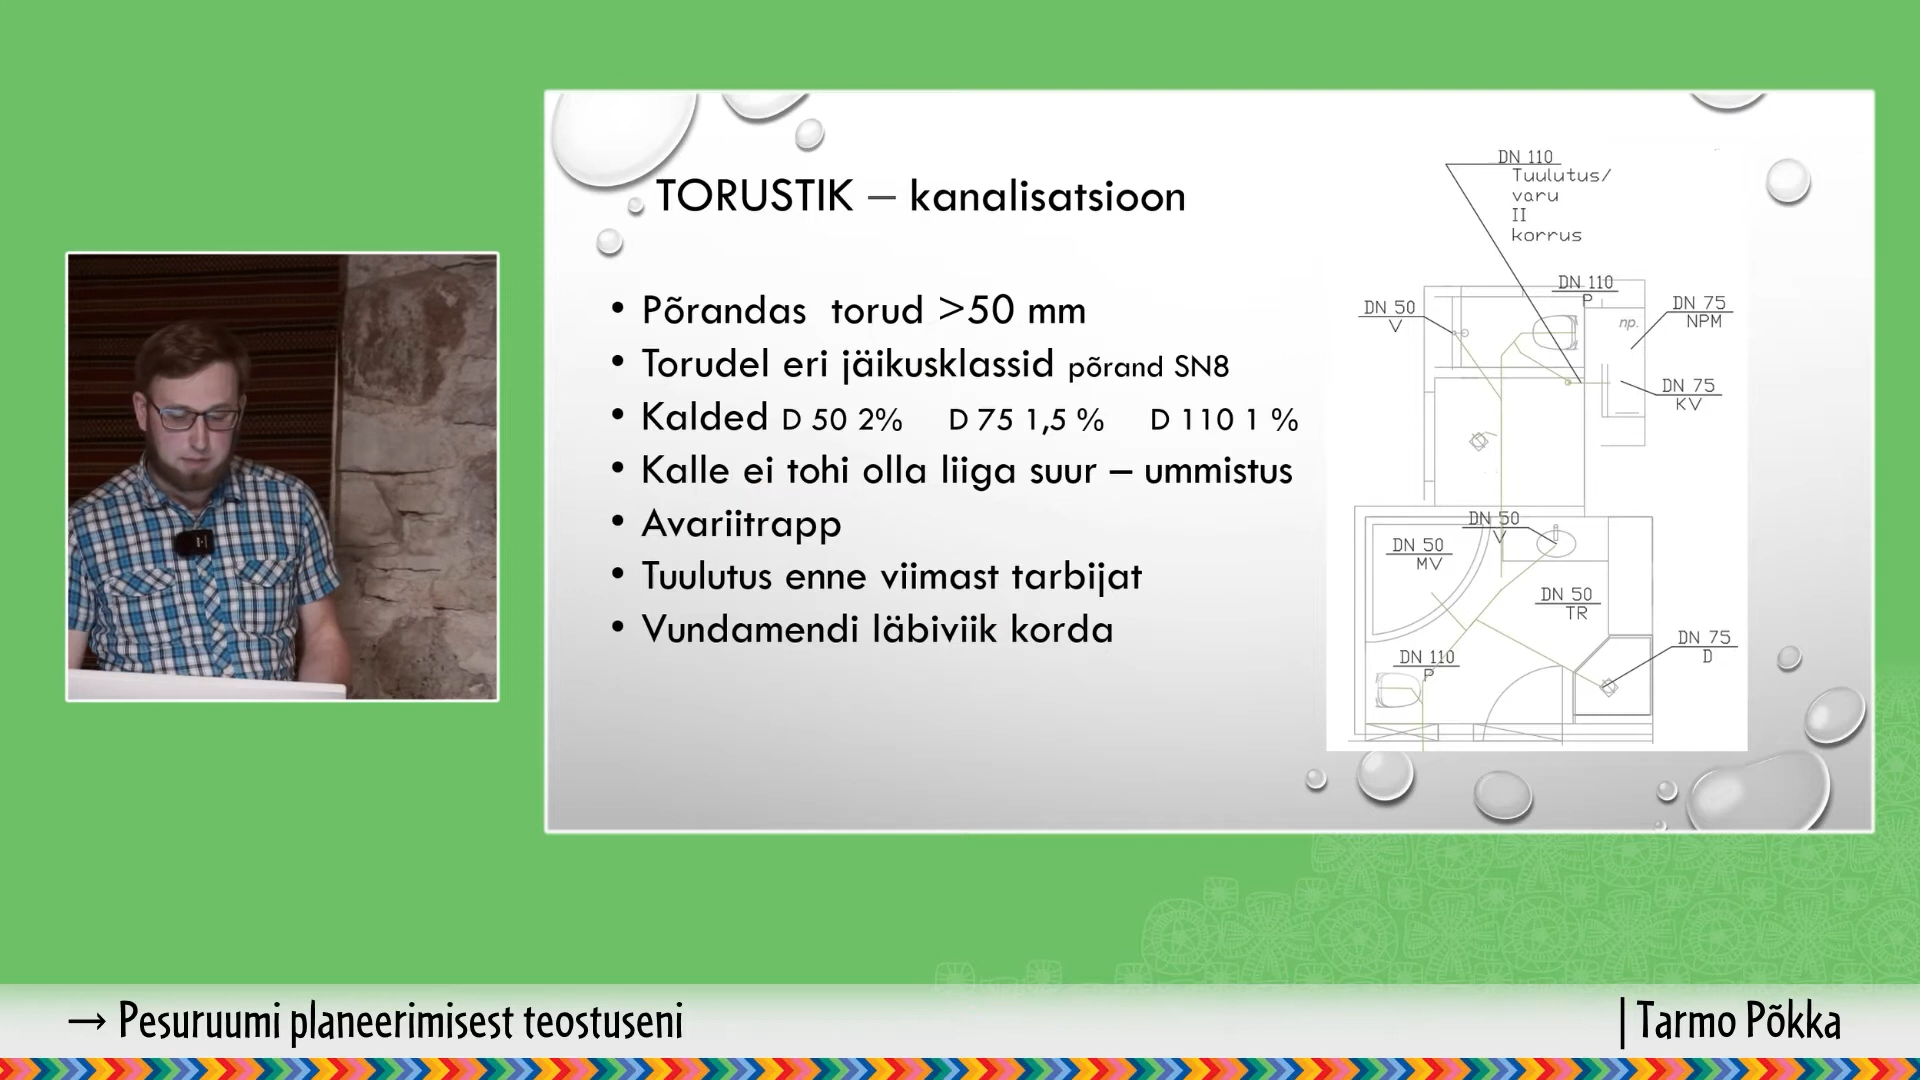 TORUSTIK – kanalisatsioon
• Põrandas torud >50 mm
• Torudel eri jäikusklassid põrand SN8
• Kalded D 50 2% D 75 1,5 % D 110 1 %
• Kalle ei tohi olla liiga suur – ummistus
• Avariitrapp
• Tuulutus enne viimast tarbijat
• Vundamendi läbiviik korda
DN 110
Tuulutus/
varu
II
korrus
DN 110
P
DN 50
V
np.
DN 75
NPM
DN 75
KV
DN 50
V
DN 50
MV
DN 50
TR
DN 75
D
DN 110
P
→ Pesuruumi planeerimisest teostuseni
| Tarmo Põkka